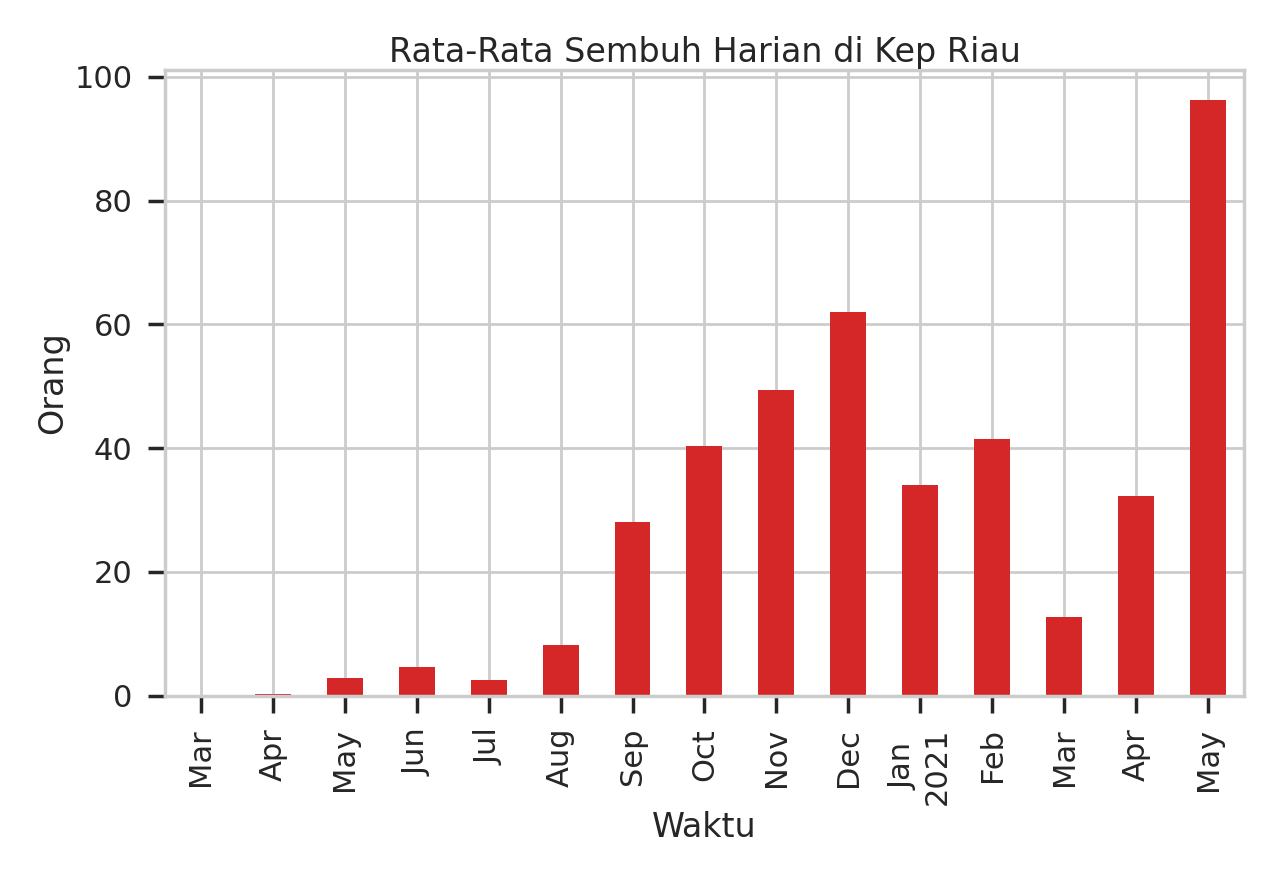 Rata-Rata Sembuh Harian di Kep Riau
100
80
60
40
20
0
Orang
Mar
Apr
May
Jun
Jul
Aug
Sep
Oct
Nov
Dec
Jan
2021
Feb
Mar
Apr
May
Waktu